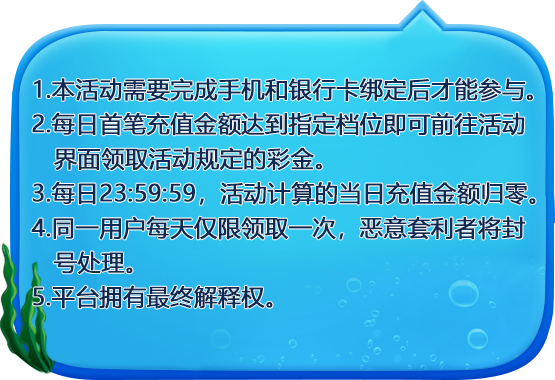 1.本活动需要完成手机和银行卡绑定后才能参与。
2.每日首笔充值金额达到指定档位即可前往活动
界面领取活动规定的彩金。
3.每日23:59:59，活动计算的当日充值金额归零。
4.同一用户每天仅限领取一次，恶意套利者将封
号处理。
5.平台拥有最终解释权。